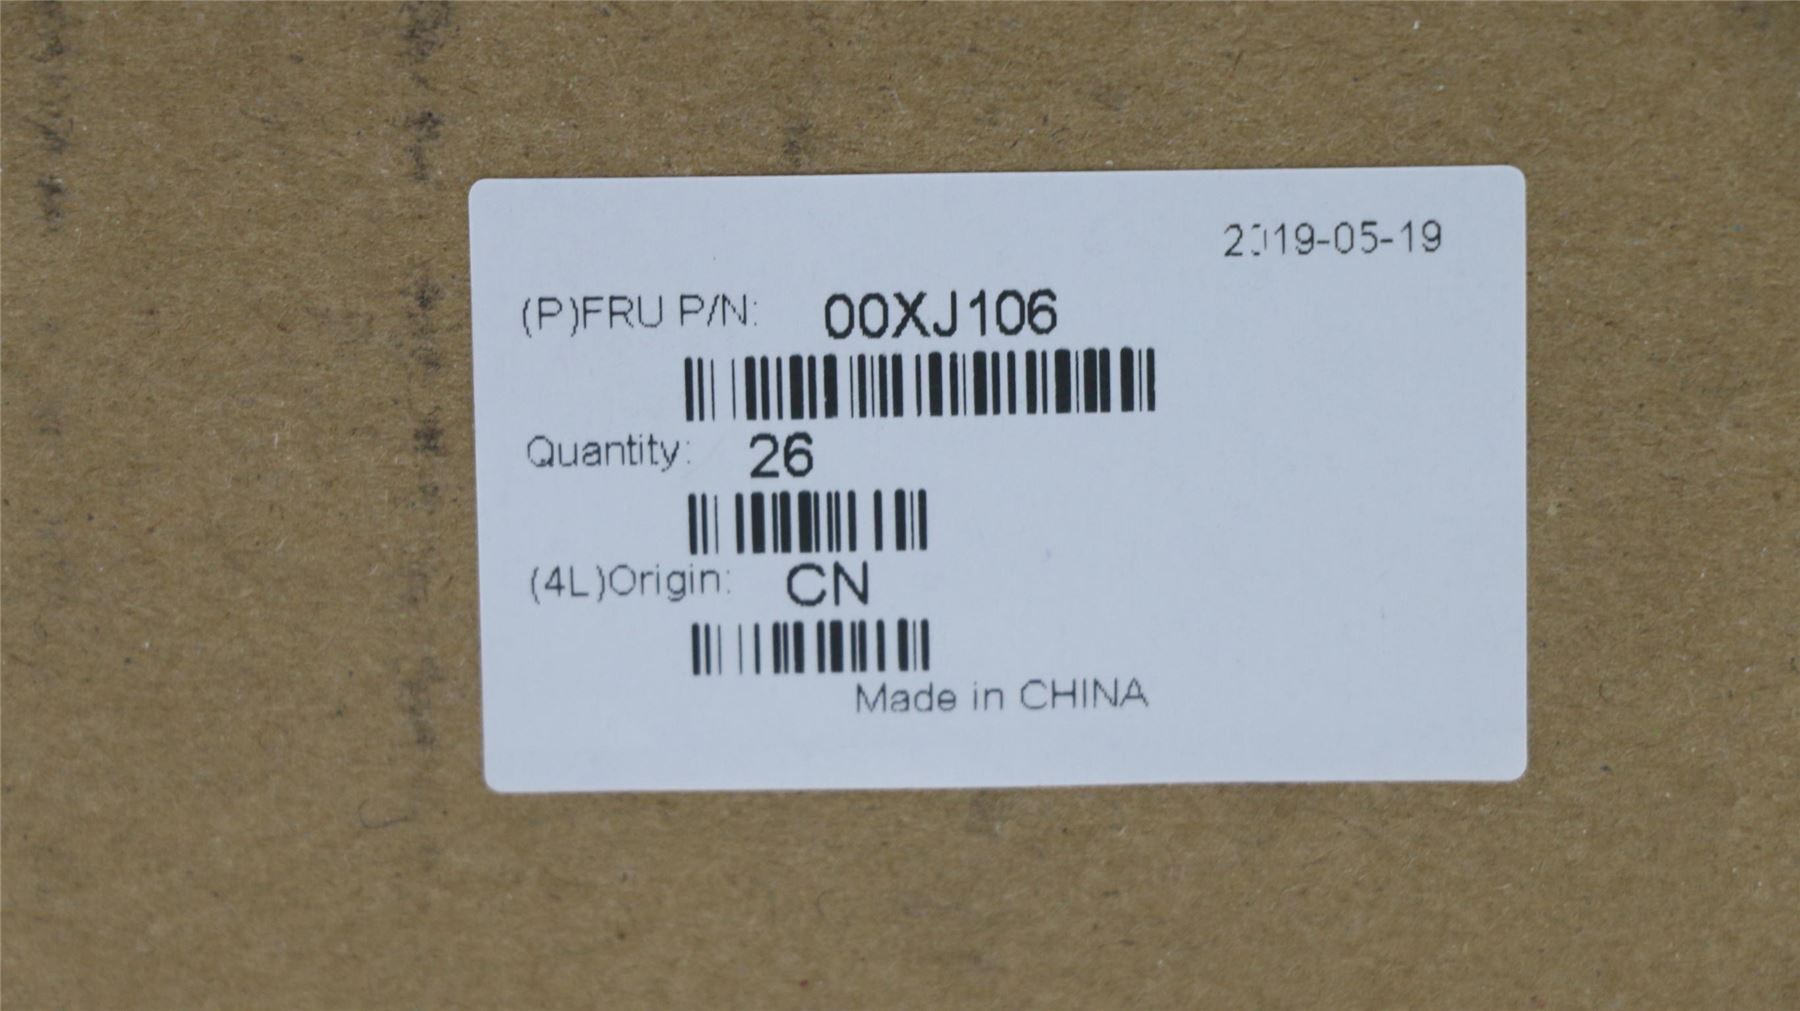 2019-05-19
(P)FRU P/N: 00XJ106
Quantity: 26
(4L)Origin: CN
Made in CHINA